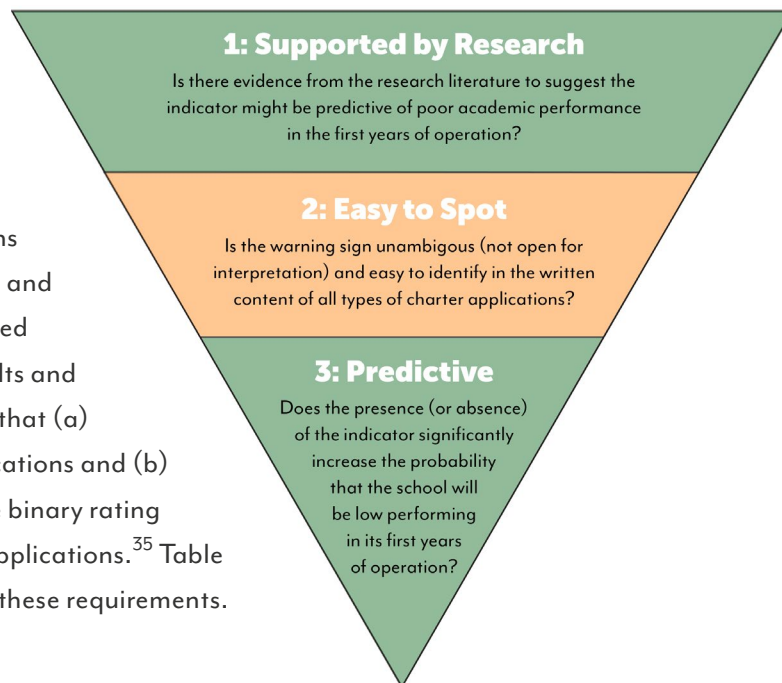 1: Supported by Research
Is there evidence from the research literature to suggest the
indicator might be predictive of poor academic performance
in the first years of operation?
2: Easy to Spot
Is the warning sign unambigous (not open for
interpretation) and easy to identify in the written
content of all types of charter applications?
3: Predictive
Does the presence (or absence)
of the indicator significantly
increase the probability
that the school will
be low performing
in its first years
of operation?
ns
and
ed
lts and
that (a)
cations and (b)
binary rating
pplications.35 Table
these requirements.